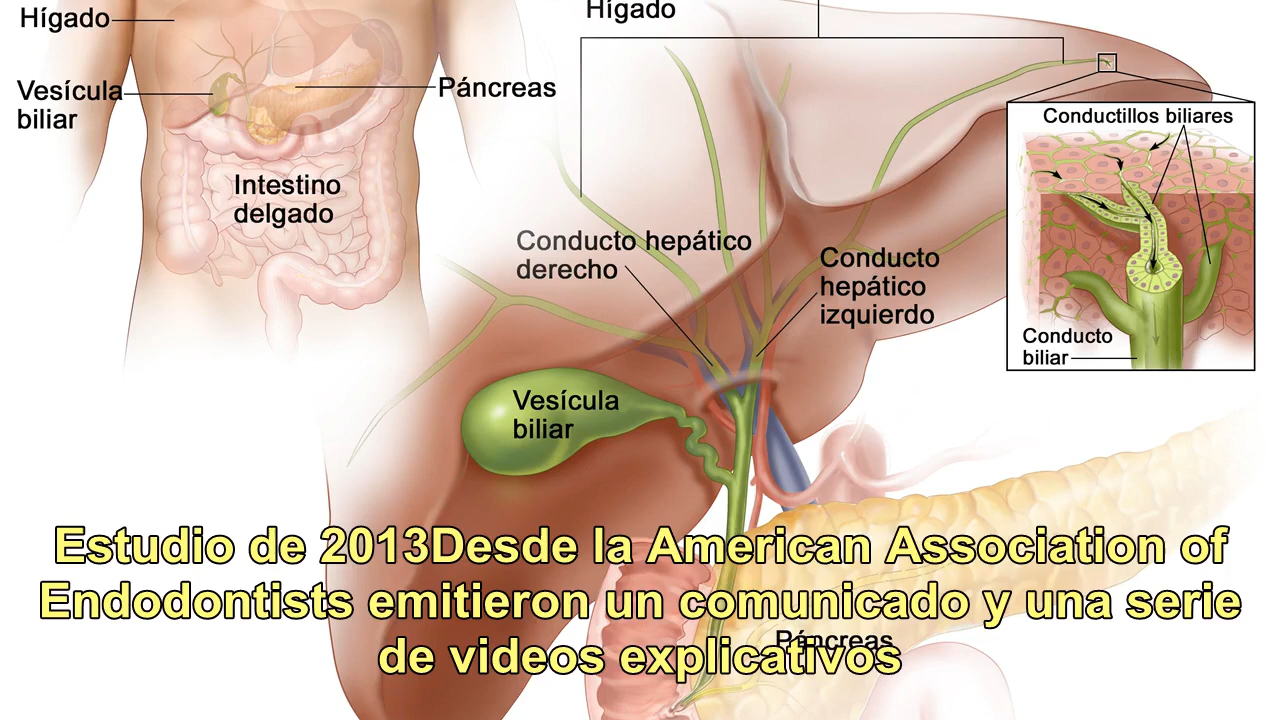 Hígado
Vesícula
biliar
Páncreas
Intestino
delgado
Hígado
Conducto hepático
derecho
Conducto
hepático
izquierdo
Vesícula
biliar
Conductillos biliares
Conducto
biliar
Páncreas
Estudio de 2013Desde la American Association of
Endodontists emitieron un comunicado y una serie
de videos explicativos